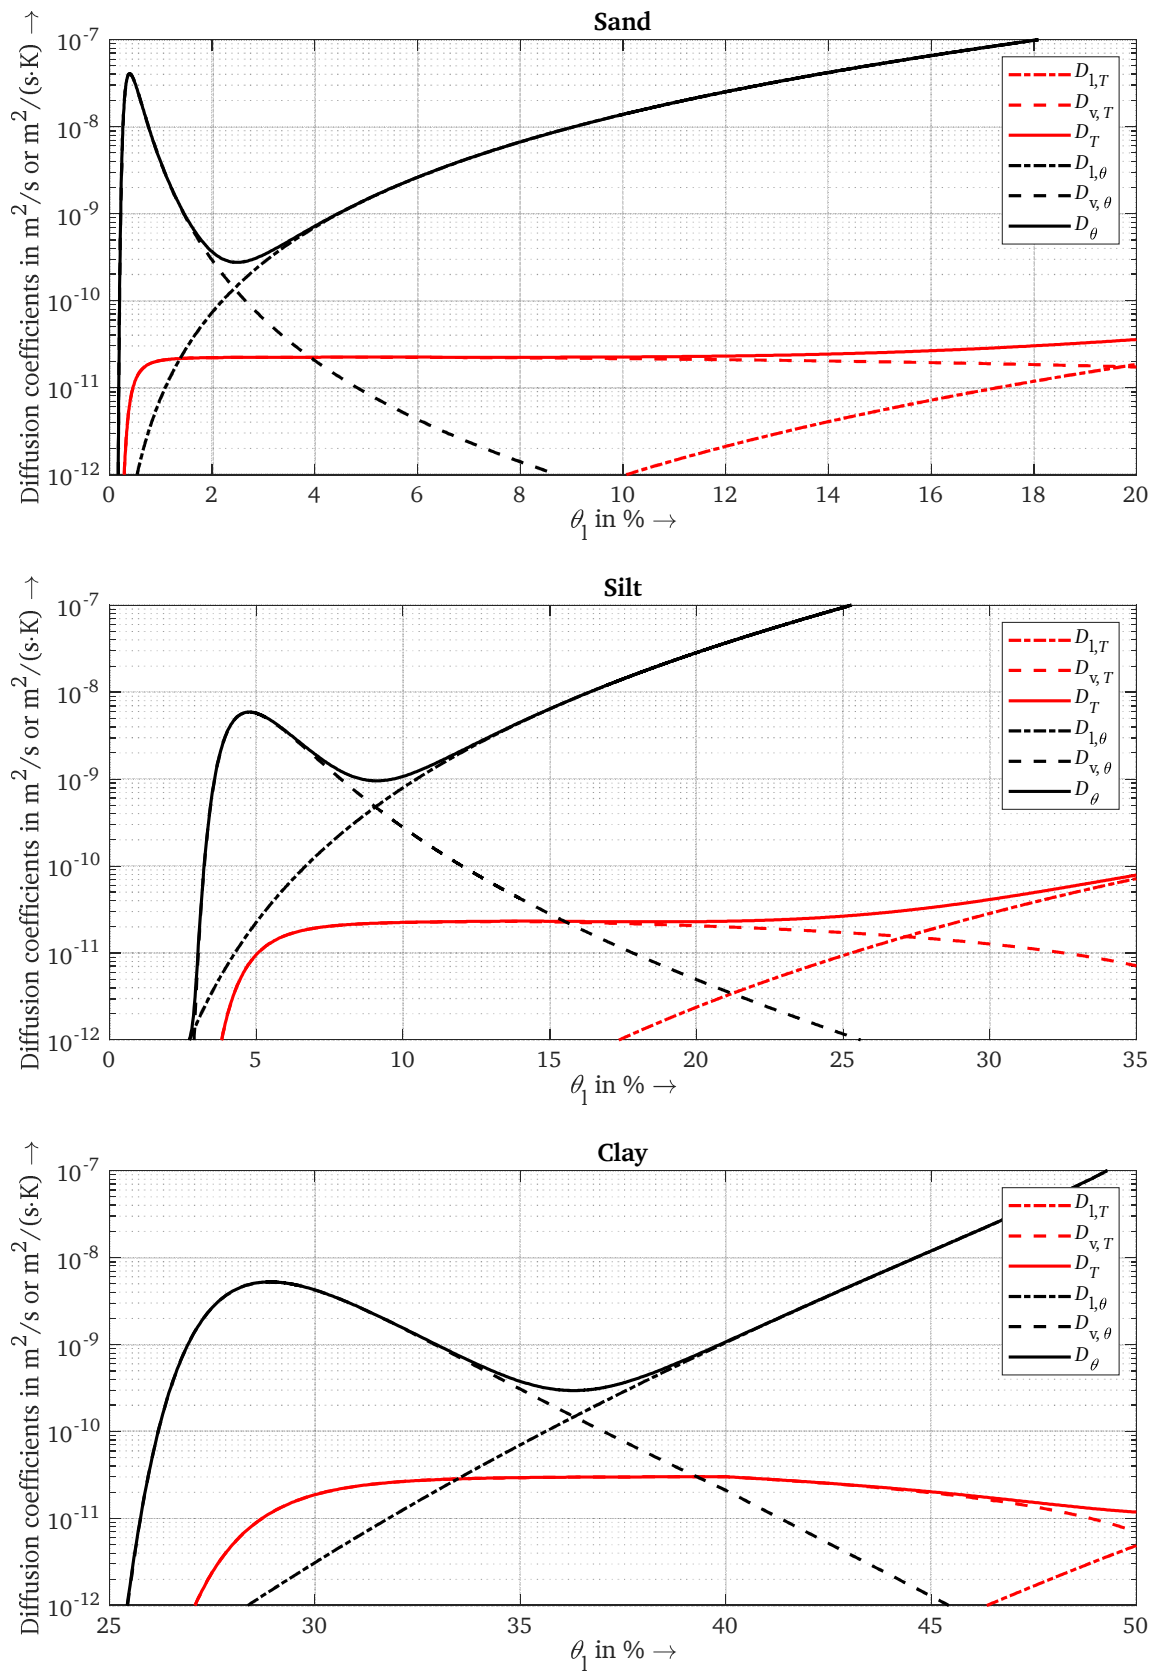 Sand
Diffusion coefficients in m²/s or m²/(s·K) →
10⁻⁷
10⁻⁸
10⁻⁹
10⁻¹⁰
10⁻¹¹
10⁻¹²
0 2 4 6 8 10 12 14 16 18 20
θ_l in % →
D_l,T
D_v,T
D_T
D_l,θ
D_v,θ
D_θ
Silt
Diffusion coefficients in m²/s or m²/(s·K) →
10⁻⁷
10⁻⁸
10⁻⁹
10⁻¹⁰
10⁻¹¹
10⁻¹²
0 5 10 15 20 25 30 35
θ_l in % →
D_l,T
D_v,T
D_T
D_l,θ
D_v,θ
D_θ
Clay
Diffusion coefficients in m²/s or m²/(s·K) →
10⁻⁷
10⁻⁸
10⁻⁹
10⁻¹⁰
10⁻¹¹
10⁻¹²
25 30 35 40 45 50
θ_l in % →
D_l,T
D_v,T
D_T
D_l,θ
D_v,θ
D_θ